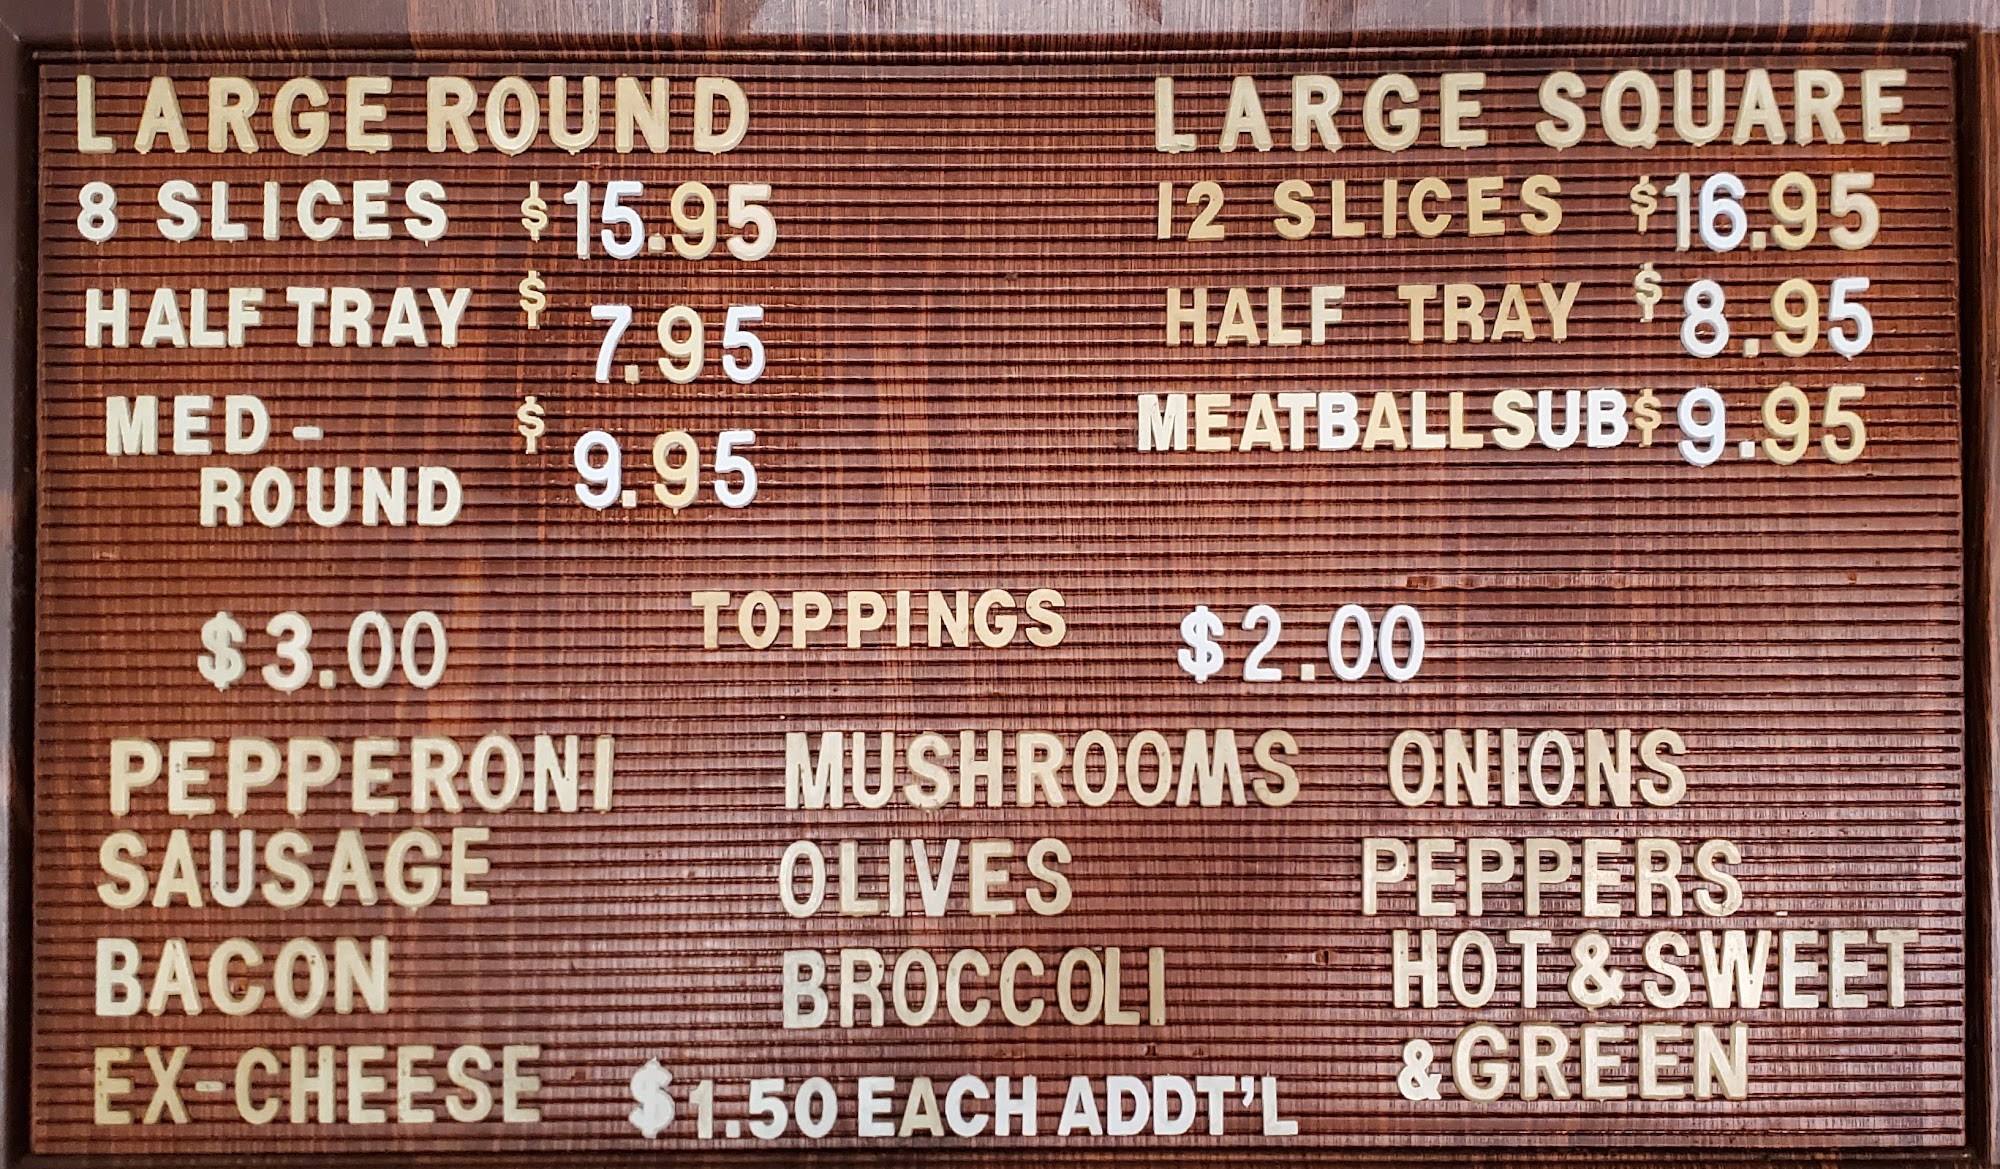 LARGE ROUND
8 SLICES $15.95
HALF TRAY $7.95
MED-
ROUND $9.95
LARGE SQUARE
12 SLICES $16.95
HALF TRAY $8.95
MEATBALL SUB $9.95
TOPPINGS
$3.00
PEPPERONI
SAUSAGE
BACON
EX-CHEESE
$2.00
MUSHROOMS
OLIVES
BROCCOLI
ONIONS
PEPPERS
HOT & SWEET
& GREEN
$1.50 EACH ADDT'L